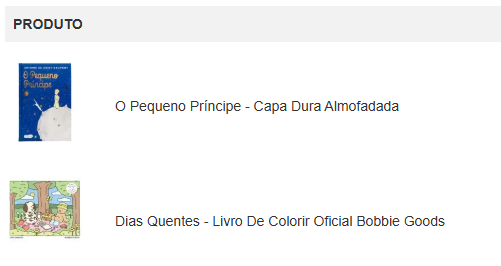 PRODUTO
O Pequeno
Príncipe
O Pequeno Príncipe - Capa Dura Almofadada
Dias Quentes - Livro De Colorir Oficial Bobbie Goods